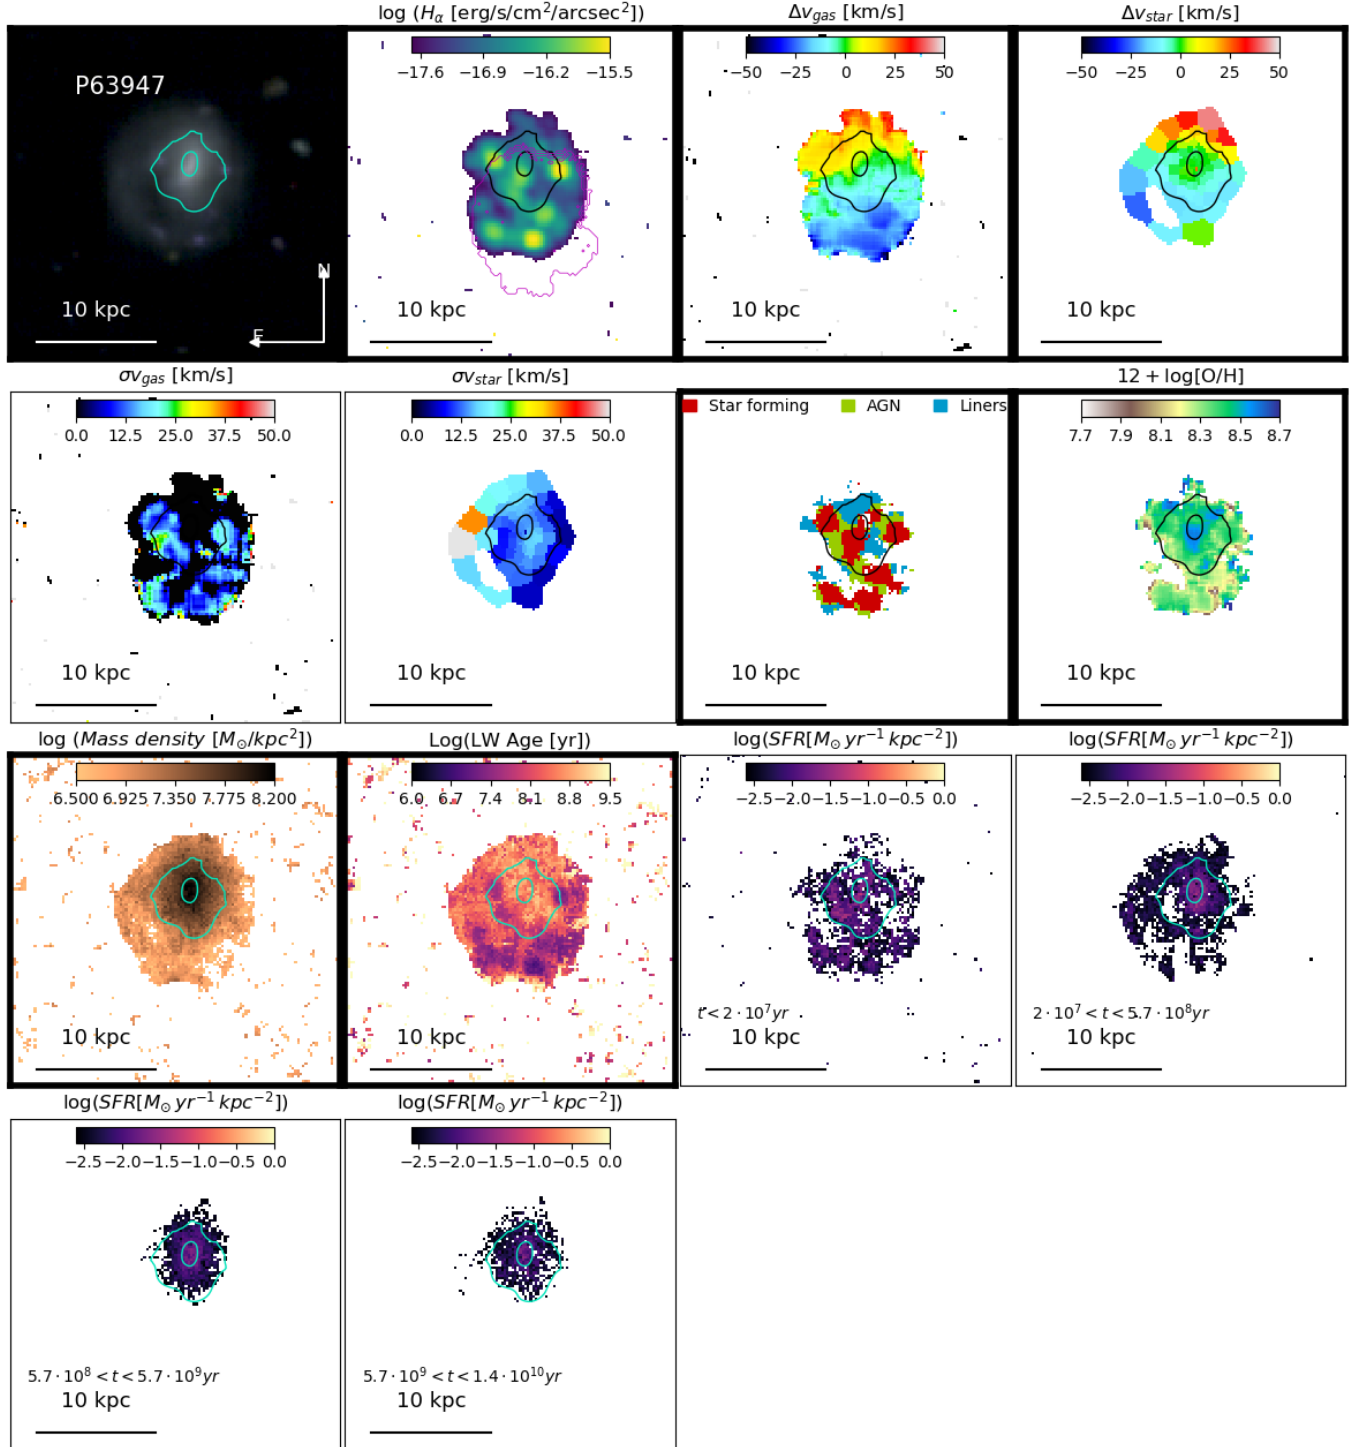 log (Hα [erg/s/cm²/arcsec²])
Δv_gas [km/s]
Δv_star [km/s]
P63947
N
E
10 kpc
−17.6 −16.9 −16.2 −15.5
10 kpc
−50 −25 0 25 50
10 kpc
−50 −25 0 25 50
10 kpc
σv_gas [km/s]
σv_star [km/s]
12 + log[O/H]
0.0 12.5 25.0 37.5 50.0
10 kpc
0.0 12.5 25.0 37.5 50.0
10 kpc
Star forming AGN Liners
10 kpc
7.7 7.9 8.1 8.3 8.5 8.7
10 kpc
log (Mass density [M⊙/kpc²])
Log(LW Age [yr])
log(SFR[M⊙ yr⁻¹ kpc⁻²])
log(SFR[M⊙ yr⁻¹ kpc⁻²])
6.500 6.925 7.350 7.775 8.200
10 kpc
6.0 6.7 7.4 8.1 8.8 9.5
10 kpc
−2.5 −2.0 −1.5 −1.0 −0.5 0.0
t < 2 · 10⁷yr
10 kpc
−2.5 −2.0 −1.5 −1.0 −0.5 0.0
2 · 10⁷ < t < 5.7 · 10⁸yr
10 kpc
log(SFR[M⊙ yr⁻¹ kpc⁻²])
log(SFR[M⊙ yr⁻¹ kpc⁻²])
−2.5 −2.0 −1.5 −1.0 −0.5 0.0
5.7 · 10⁸ < t < 5.7 · 10⁹yr
10 kpc
−2.5 −2.0 −1.5 −1.0 −0.5 0.0
5.7 · 10⁹ < t < 1.4 · 10¹⁰yr
10 kpc